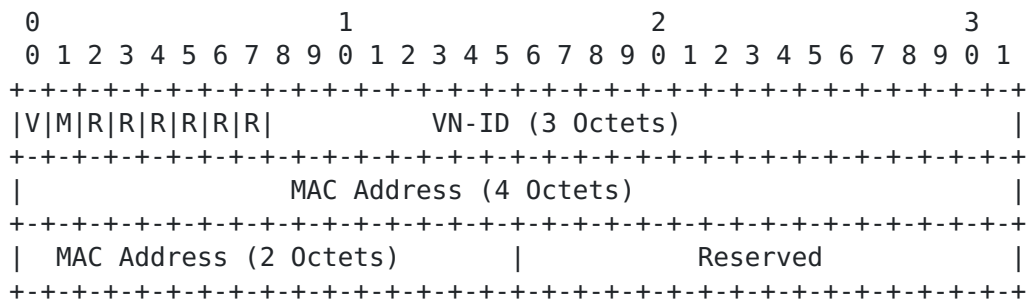 0                   1                   2                   3
 0 1 2 3 4 5 6 7 8 9 0 1 2 3 4 5 6 7 8 9 0 1 2 3 4 5 6 7 8 9 0 1
+-+-+-+-+-+-+-+-+-+-+-+-+-+-+-+-+-+-+-+-+-+-+-+-+-+-+-+-+-+-+-+-+
|V|M|R|R|R|R|R|R|          VN-ID (3 Octets)                     |
+-+-+-+-+-+-+-+-+-+-+-+-+-+-+-+-+-+-+-+-+-+-+-+-+-+-+-+-+-+-+-+-+
|                 MAC Address (4 Octets)                        |
+-+-+-+-+-+-+-+-+-+-+-+-+-+-+-+-+-+-+-+-+-+-+-+-+-+-+-+-+-+-+-+-+
|  MAC Address (2 Octets)       |           Reserved            |
+-+-+-+-+-+-+-+-+-+-+-+-+-+-+-+-+-+-+-+-+-+-+-+-+-+-+-+-+-+-+-+-+